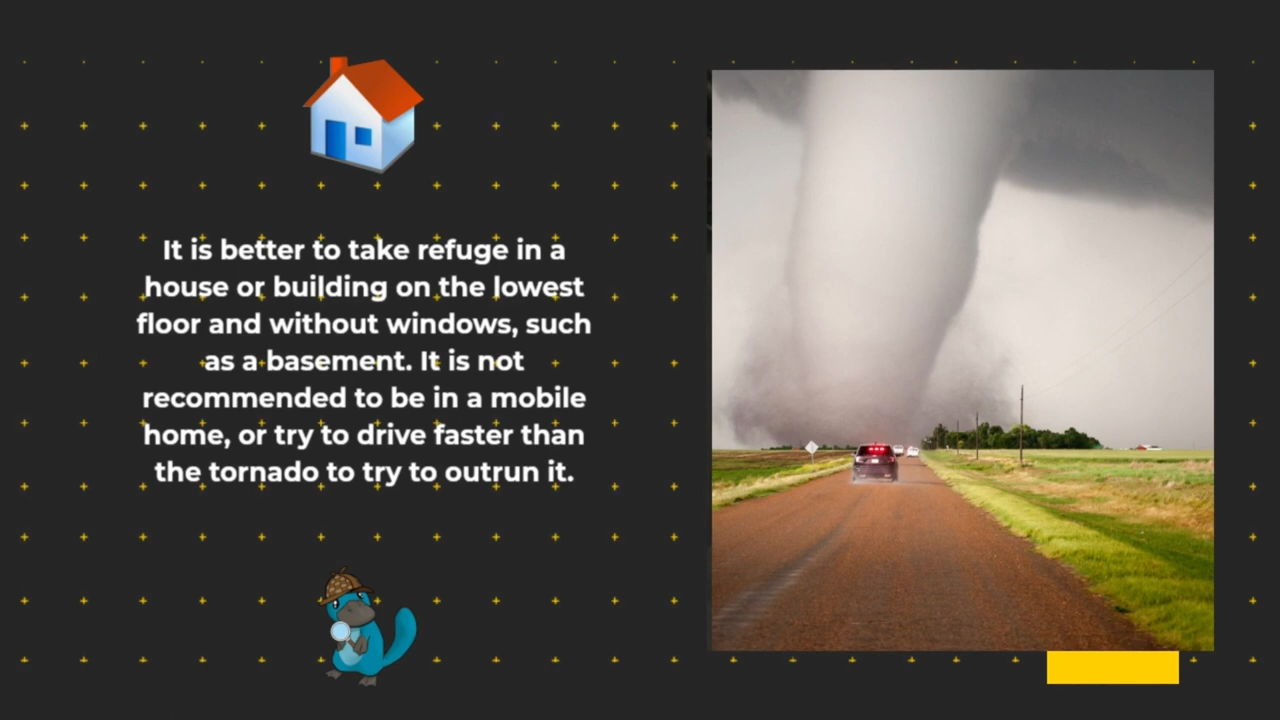 It is better to take refuge in a
house or building on the lowest
floor and without windows, such
as a basement. It is not
recommended to be in a mobile
home, or try to drive faster than
the tornado to try to outrun it.